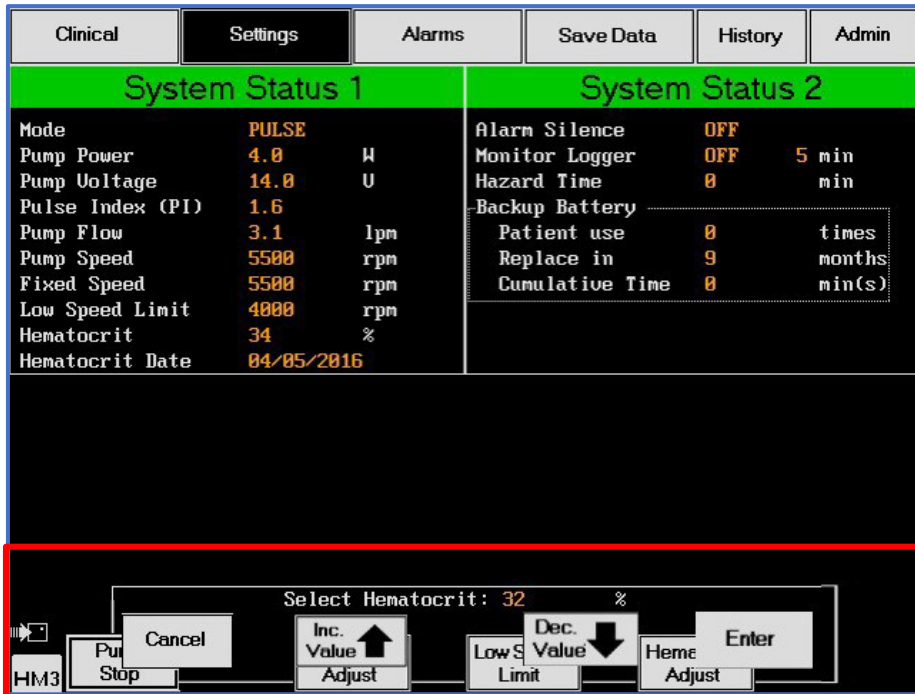 Clinical Settings Alarms Save Data History Admin
System Status 1
Mode PULSE
Pump Power 4.0 W
Pump Voltage 14.0 V
Pulse Index (PI) 1.6
Pump Flow 3.1 lpm
Pump Speed 5500 rpm
Fixed Speed 5500 rpm
Low Speed Limit 4000 rpm
Hematocrit 34 %
Hematocrit Date 04/05/2016
System Status 2
Alarm Silence OFF
Monitor Logger OFF 5 min
Hazard Time 0 min
Backup Battery
Patient use 0 times
Replace in 9 months
Cumulative Time 0 min(s)
Select Hematocrit: 32 %
Cancel
Inc.
Value
Dec.
Value
Enter
HM3
Stop
Adjust
Low S
Limit
Hema
Adjust